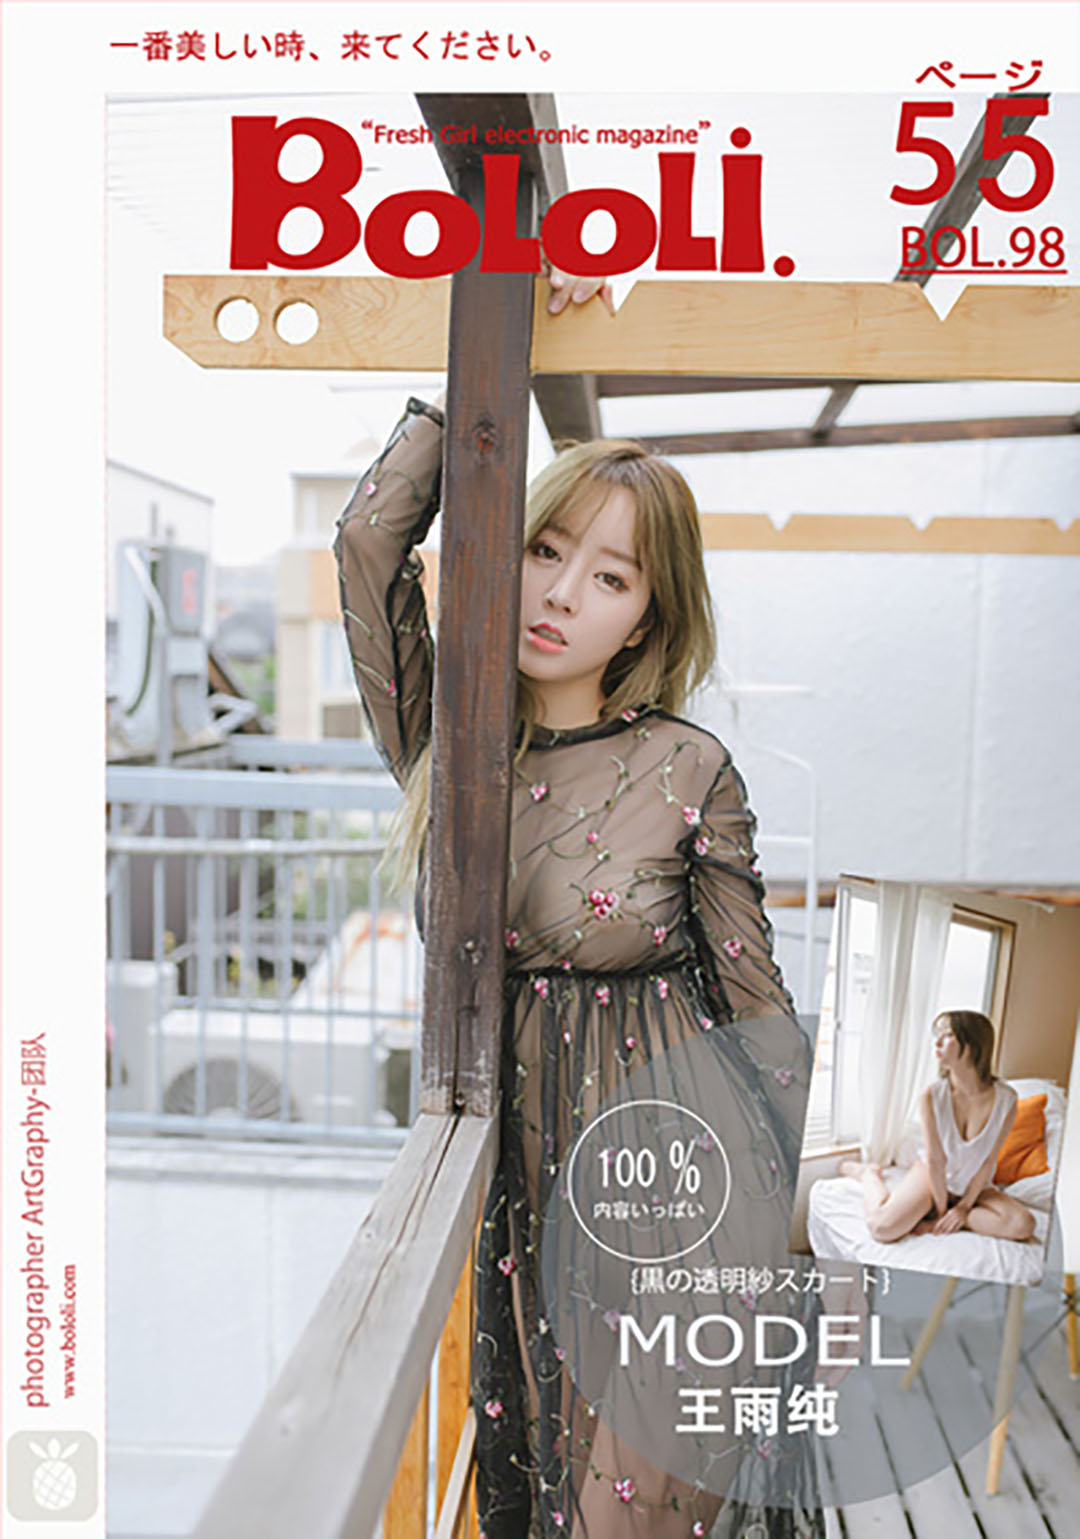 一番美しい時、来てください。
ページ
55
BOL.98
“Fresh Girl electronic magazine”
BoLoLi.
100 %
内容いっぱい
{黒の透明紗スカート}
MODEL
王雨纯
photographer ArtGraphy-团队
www.bololi.com